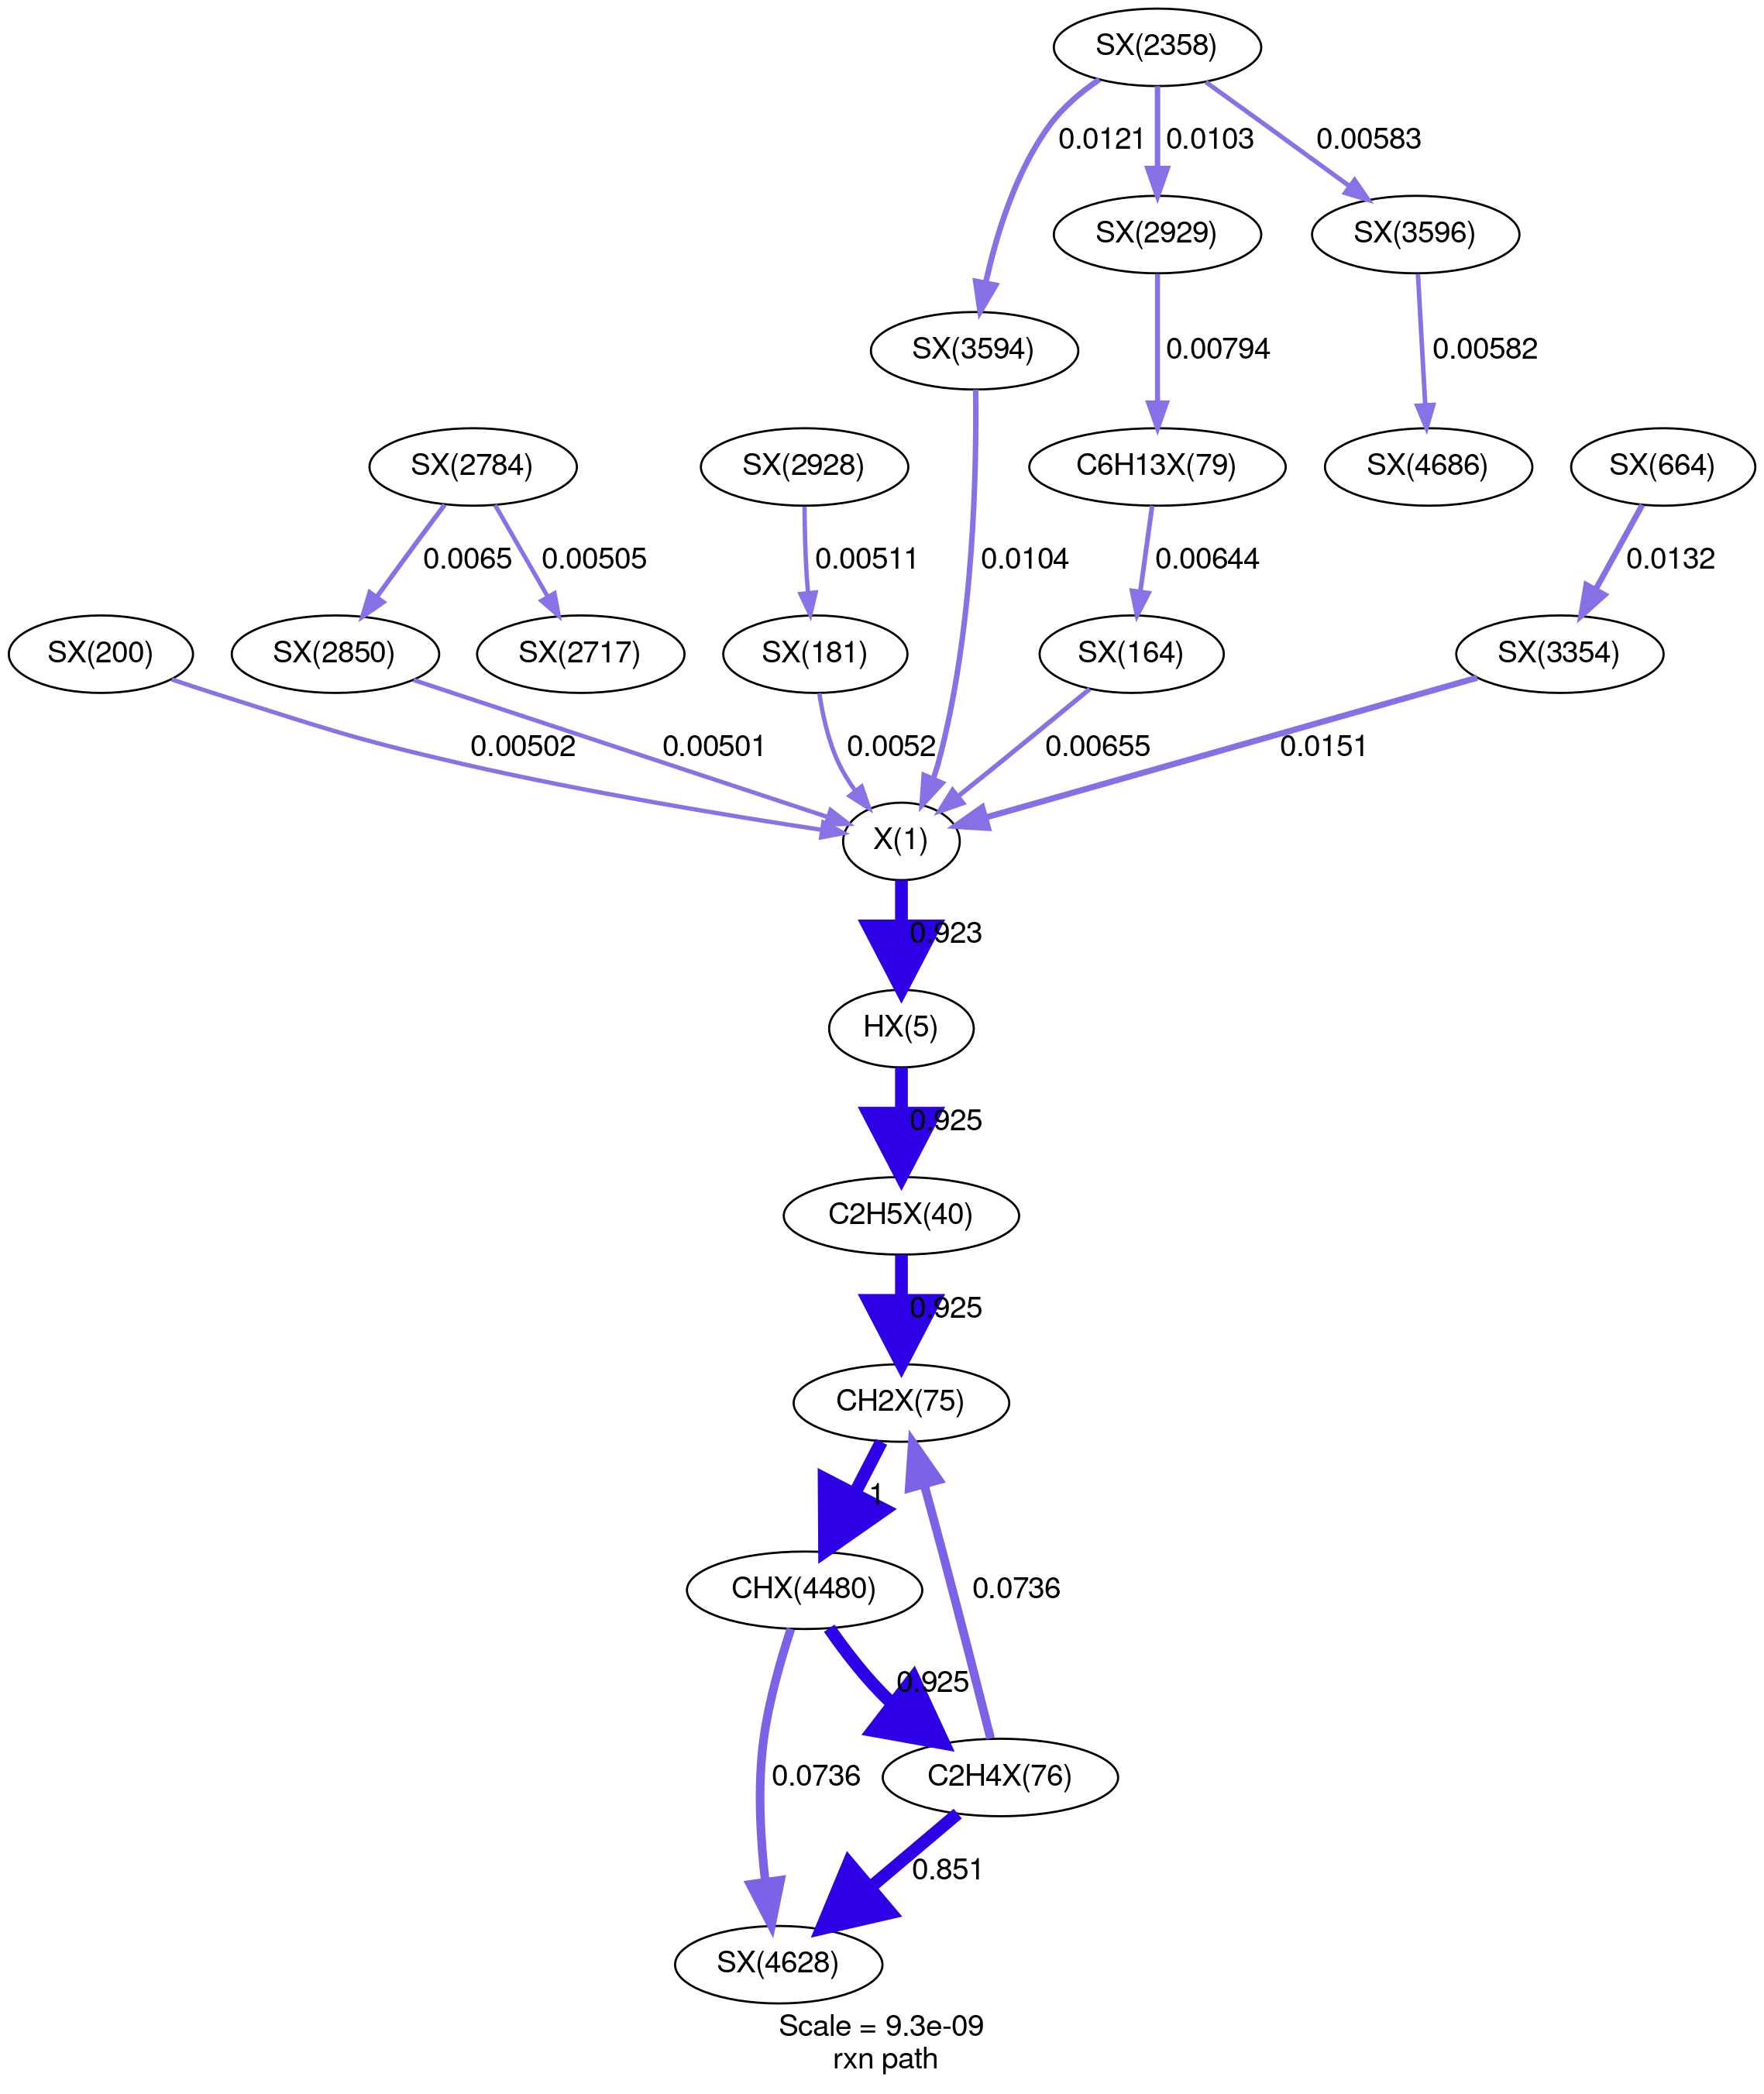 SX(2358)
0.0121
0.0103
0.00583
SX(2929)
SX(3596)
SX(3594)
0.00794
0.00582
SX(2784)
SX(2928)
C6H13X(79)
SX(4686)
SX(664)
0.0065
0.00505
0.00511
0.0104
0.00644
0.0132
SX(200)
SX(2850)
SX(2717)
SX(181)
SX(164)
SX(3354)
0.00502
0.00501
0.0052
0.00655
0.0151
X(1)
0.923
HX(5)
0.925
C2H5X(40)
0.925
CH2X(75)
1
CHX(4480)
0.0736
0.925
0.0736
C2H4X(76)
0.851
SX(4628)
Scale = 9.3e-09
rxn path